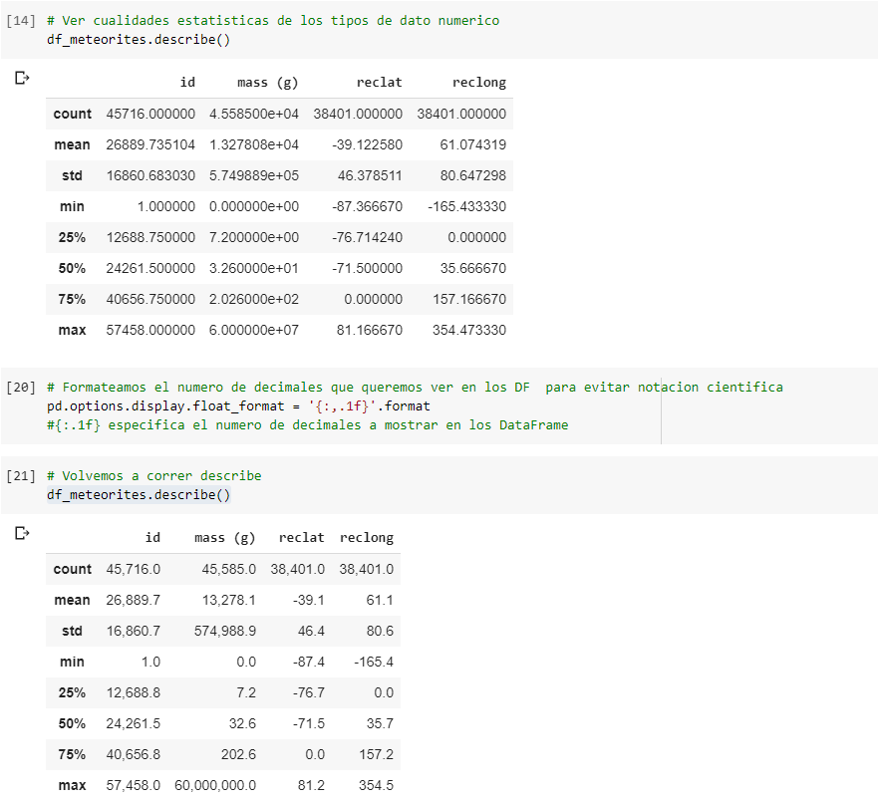 [14] # Ver cualidades estatisticas de los tipos de dato numerico
df_meteorites.describe()
id mass (g) reclat reclong
count 45716.000000 4.558500e+04 38401.000000 38401.000000
mean 26889.735104 1.327808e+04 -39.122580 61.074319
std 16860.683030 5.749889e+05 46.378511 80.647298
min 1.000000 0.000000e+00 -87.366670 -165.433330
25% 12688.750000 7.200000e+00 -76.714240 0.000000
50% 24261.500000 3.260000e+01 -71.500000 35.666670
75% 40656.750000 2.026000e+02 0.000000 157.166670
max 57458.000000 6.000000e+07 81.166670 354.473330
[20] # Formateamos el numero de decimales que queremos ver en los DF  para evitar notacion cientifica
pd.options.display.float_format = '{:,.1f}'.format
#{:.1f} especifica el numero de decimales a mostrar en los DataFrame
[21] # Volvemos a correr describe
df_meteorites.describe()
id mass (g) reclat reclong
count 45,716.0 45,585.0 38,401.0 38,401.0
mean 26,889.7 13,278.1 -39.1 61.1
std 16,860.7 574,988.9 46.4 80.6
min 1.0 0.0 -87.4 -165.4
25% 12,688.8 7.2 -76.7 0.0
50% 24,261.5 32.6 -71.5 35.7
75% 40,656.8 202.6 0.0 157.2
max 57,458.0 60,000,000.0 81.2 354.5